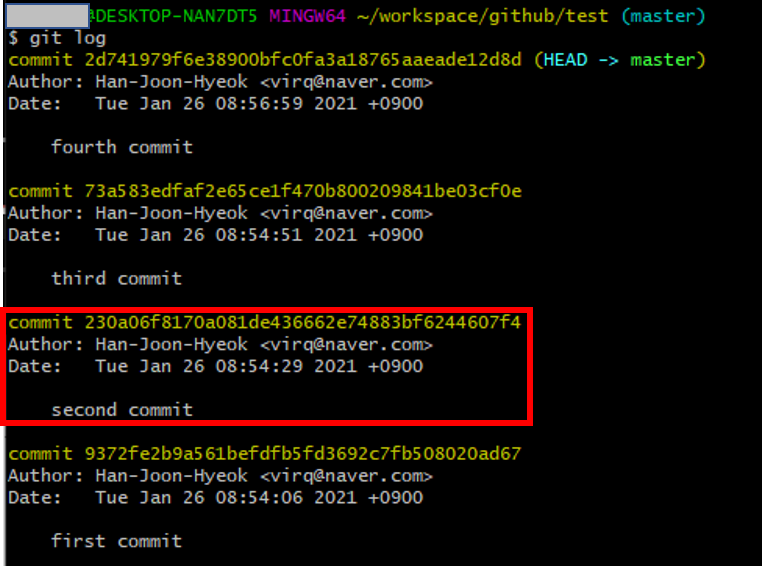 @DESKTOP-NAN7DT5 MINGW64 ~/workspace/github/test (master)
$ git log
commit 2d741979f6e38900bfc0fa3a18765aaeade12d8d (HEAD -> master)
Author: Han-Joon-Hyeok <virq@naver.com>
Date:   Tue Jan 26 08:56:59 2021 +0900
fourth commit
commit 73a583edfaf2e65ce1f470b800209841be03cf0e
Author: Han-Joon-Hyeok <virq@naver.com>
Date:   Tue Jan 26 08:54:51 2021 +0900
third commit
commit 230a06f8170a081de436662e74883bf6244607f4
Author: Han-Joon-Hyeok <virq@naver.com>
Date:   Tue Jan 26 08:54:29 2021 +0900
second commit
commit 9372fe2b9a561befdfb5fd3692c7fb508020ad67
Author: Han-Joon-Hyeok <virq@naver.com>
Date:   Tue Jan 26 08:54:06 2021 +0900
first commit